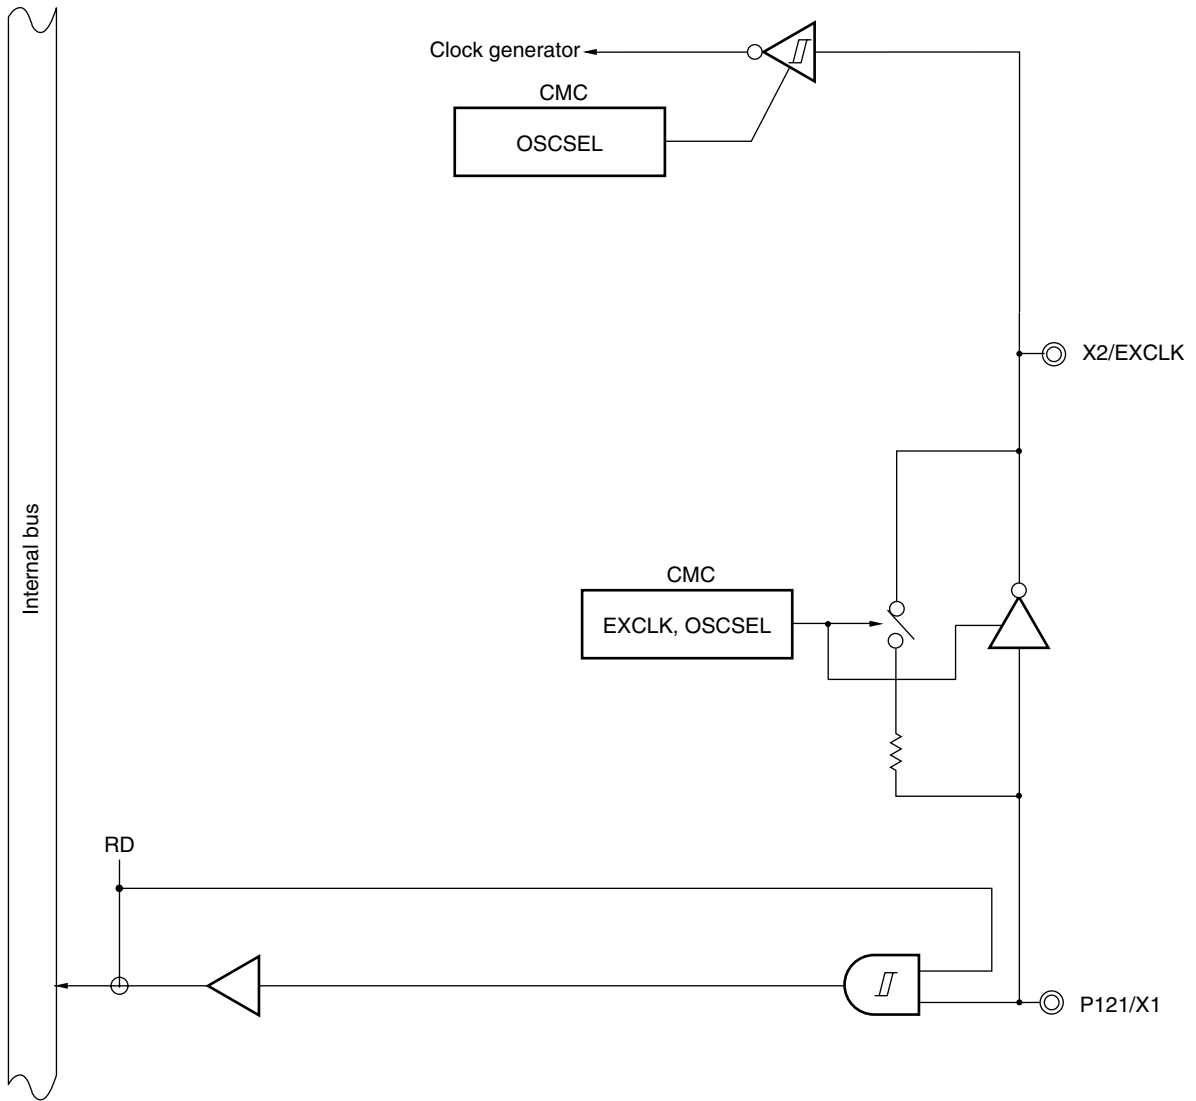 Clock generator
CMC
OSCSEL
X2/EXCLK
Internal bus
CMC
EXCLK, OSCSEL
RD
P121/X1